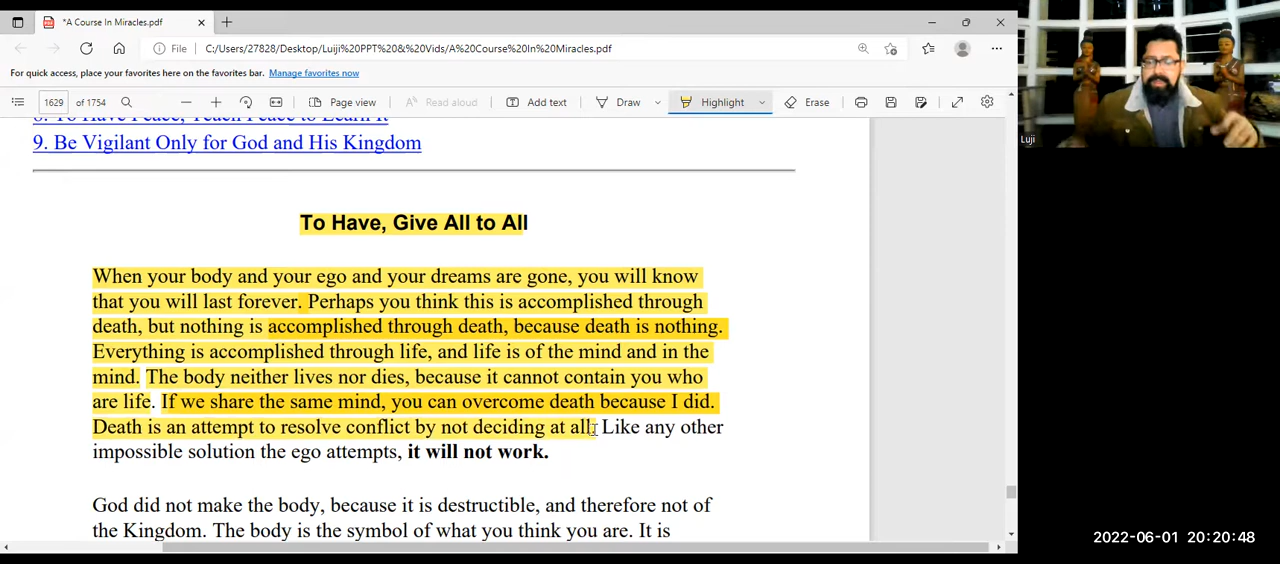 *A Course In Miracles.pdf
File
C:/Users/27828/Desktop/Luiji%20PPT%20&%20Vids/A%20Course%20In%20Miracles.pdf
For quick access, place your favorites here on the favorites bar. Manage favorites now
1629 of 1754
Page view
Read aloud
Add text
Draw
Highlight
Erase
8. To Have Peace, Teach Peace to Learn It
9. Be Vigilant Only for God and His Kingdom
To Have, Give All to All
When your body and your ego and your dreams are gone, you will know
that you will last forever. Perhaps you think this is accomplished through
death, but nothing is accomplished through death, because death is nothing.
Everything is accomplished through life, and life is of the mind and in the
mind. The body neither lives nor dies, because it cannot contain you who
are life. If we share the same mind, you can overcome death because I did.
Death is an attempt to resolve conflict by not deciding at all. Like any other
impossible solution the ego attempts, it will not work.
God did not make the body, because it is destructible, and therefore not of
the Kingdom. The body is the symbol of what you think you are. It is
Luji
2022-06-01 20:20:48